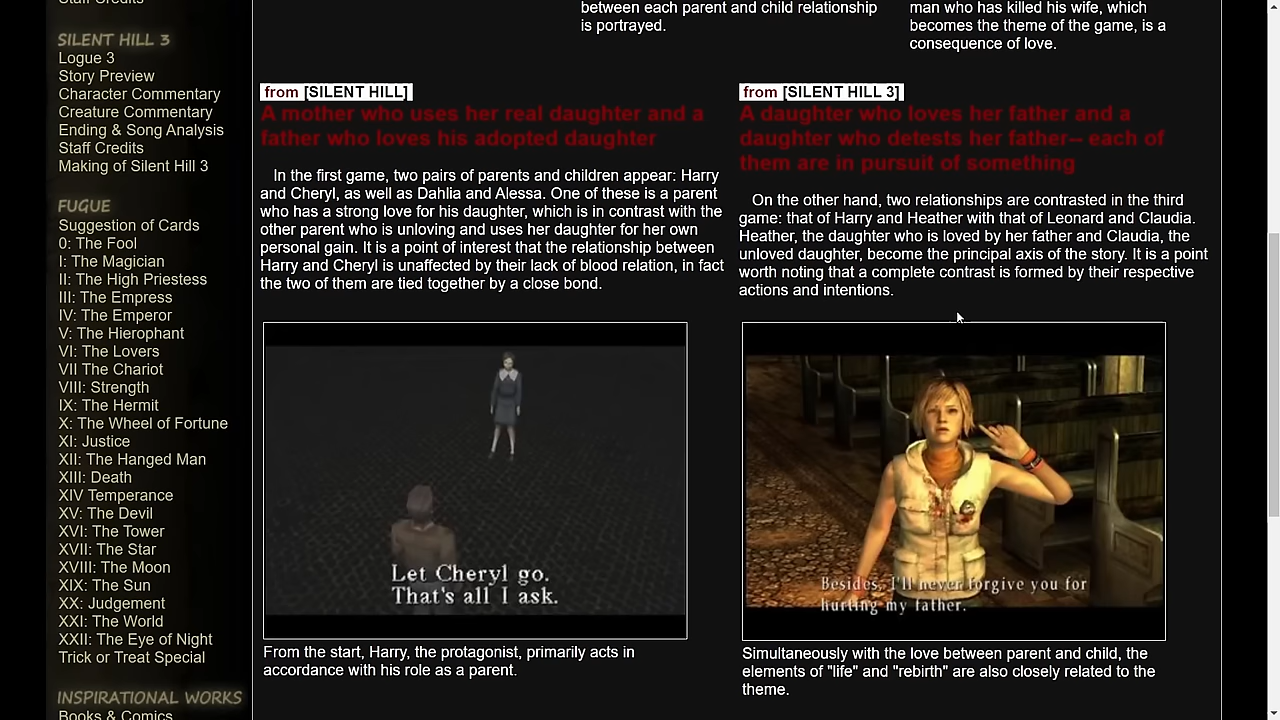 Staff Credits
SILENT HILL 3
Logue 3
Story Preview
Character Commentary
Creature Commentary
Ending & Song Analysis
Staff Credits
Making of Silent Hill 3
FUGUE
Suggestion of Cards
0: The Fool
I: The Magician
II: The High Priestess
III: The Empress
IV: The Emperor
V: The Hierophant
VI: The Lovers
VII The Chariot
VIII: Strength
IX: The Hermit
X: The Wheel of Fortune
XI: Justice
XII: The Hanged Man
XIII: Death
XIV Temperance
XV: The Devil
XVI: The Tower
XVII: The Star
XVIII: The Moon
XIX: The Sun
XX: Judgement
XXI: The World
XXII: The Eye of Night
Trick or Treat Special
INSPIRATIONAL WORKS
Books & Comics
between each parent and child relationship
is portrayed.
man who has killed his wife, which
becomes the theme of the game, is a
consequence of love.
from [SILENT HILL]
A mother who uses her real daughter and a
father who loves his adopted daughter
In the first game, two pairs of parents and children appear: Harry
and Cheryl, as well as Dahlia and Alessa. One of these is a parent
who has a strong love for his daughter, which is in contrast with the
other parent who is unloving and uses her daughter for her own
personal gain. It is a point of interest that the relationship between
Harry and Cheryl is unaffected by their lack of blood relation, in fact
the two of them are tied together by a close bond.
Let Cheryl go.
That's all I ask.
From the start, Harry, the protagonist, primarily acts in
accordance with his role as a parent.
from [SILENT HILL 3]
A daughter who loves her father and a
daughter who detests her father-- each of
them are in pursuit of something
On the other hand, two relationships are contrasted in the third
game: that of Harry and Heather with that of Leonard and Claudia.
Heather, the daughter who is loved by her father and Claudia, the
unloved daughter, become the principal axis of the story. It is a point
worth noting that a complete contrast is formed by their respective
actions and intentions.
Besides, I'll never forgive you for
hurting my father.
Simultaneously with the love between parent and child, the
elements of "life" and "rebirth" are also closely related to the
theme.